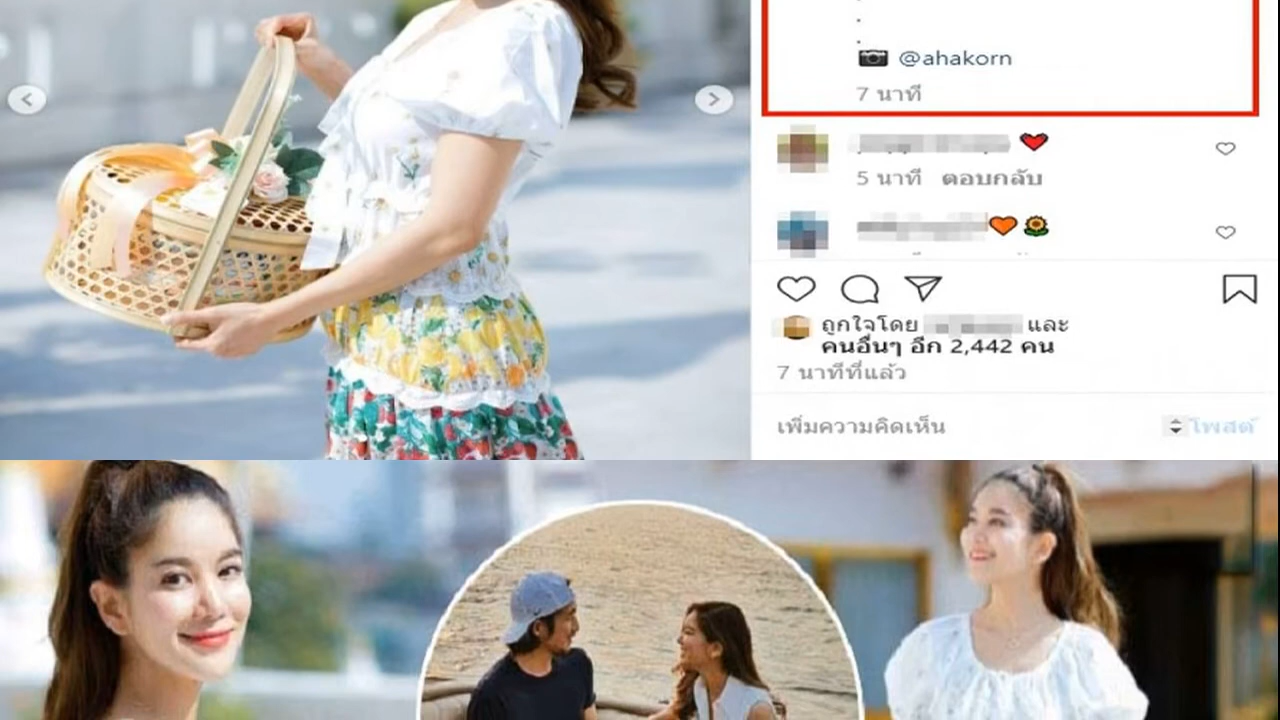 .
.
@ahakorn
7 นาที
5 นาที ตอบกลับ
ถูกใจโดย และ
คนอื่นๆ อีก 2,442 คน
7 นาทีที่แล้ว
เพิ่มความคิดเห็น
โพสต์